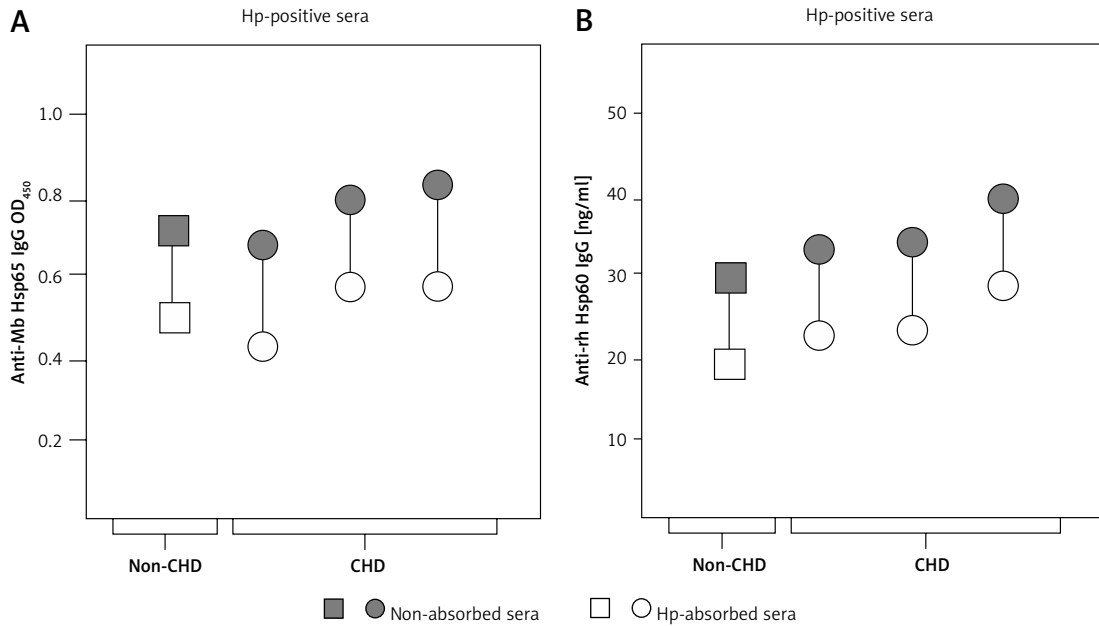 A
Hp-positive sera
Anti-Mb Hsp65 IgG OD450
1.0
0.8
0.6
0.4
0.2
Non-CHD
CHD
B
Hp-positive sera
Anti-rh Hsp60 IgG [ng/ml]
50
40
30
20
10
Non-CHD
CHD
Non-absorbed sera
Hp-absorbed sera